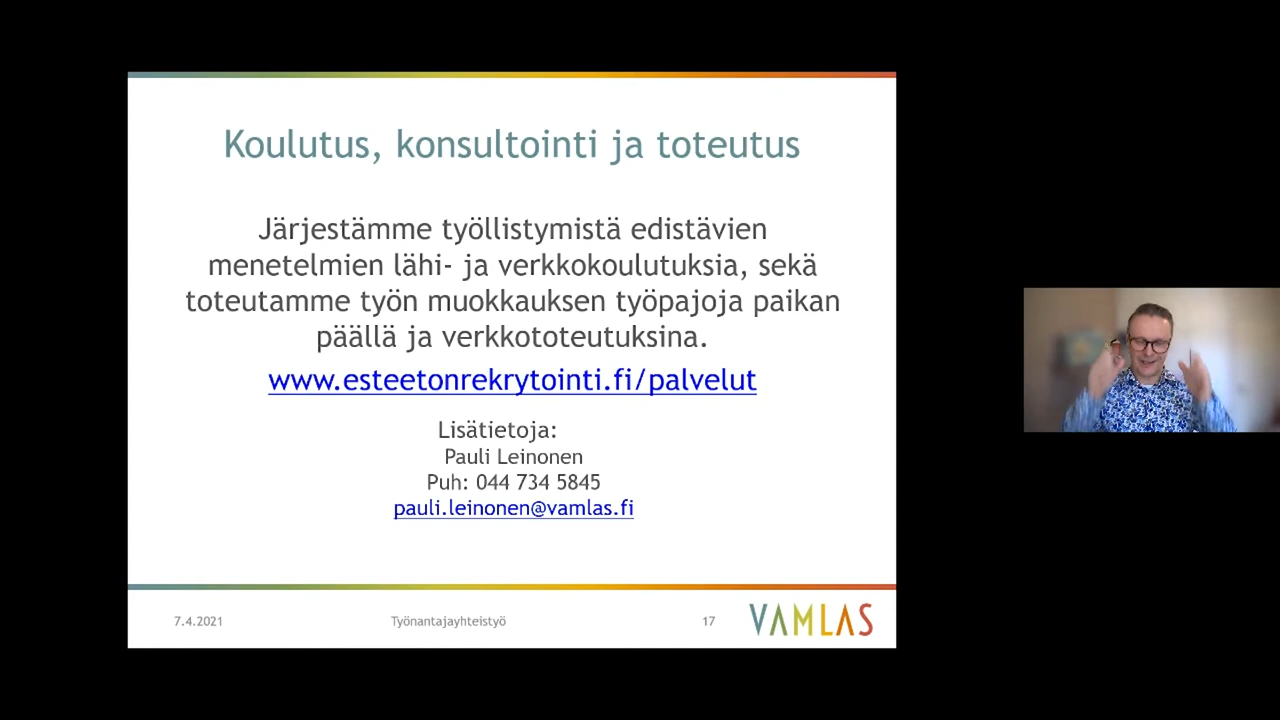 Koulutus, konsultointi ja toteutus
Järjestämme työllistymistä edistävien
menetelmien lähi- ja verkkokoulutuksia, sekä
toteutamme työn muokkauksen työpajoja paikan
päällä ja verkkototeutuksina.
www.esteetonrekrytointi.fi/palvelut
Lisätietoja:
Pauli Leinonen
Puh: 044 734 5845
pauli.leinonen@vamlas.fi
7.4.2021 Työnantajayhteistyö 17 VAMLAS